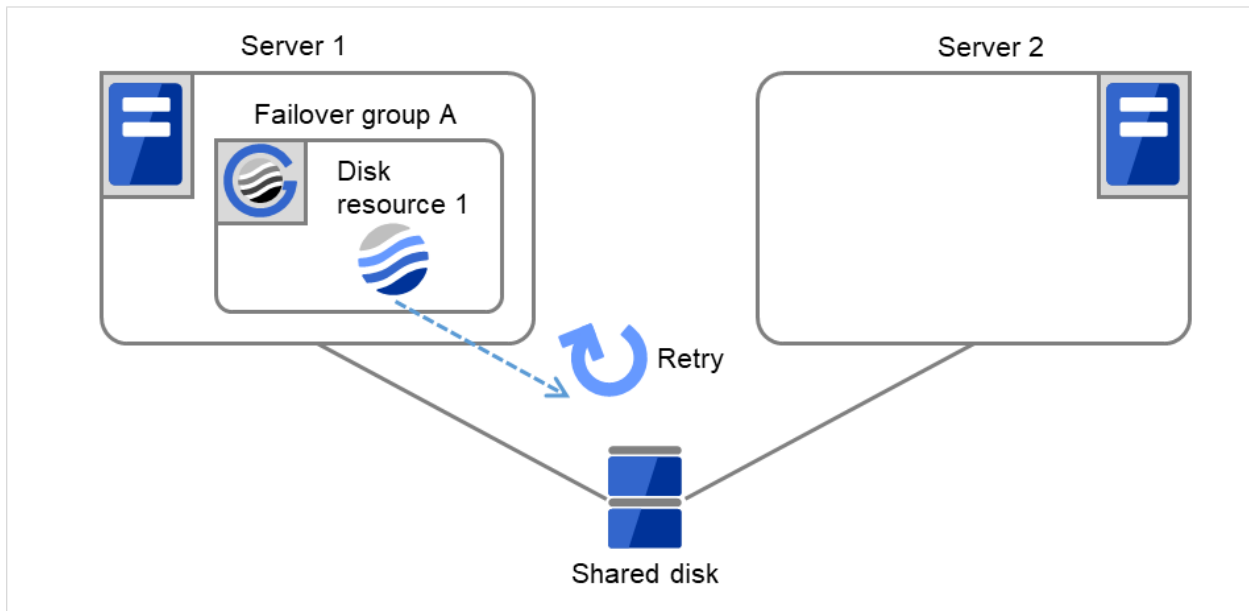 Server 1
Server 2
Failover group A
Disk
resource 1
Retry
Shared disk